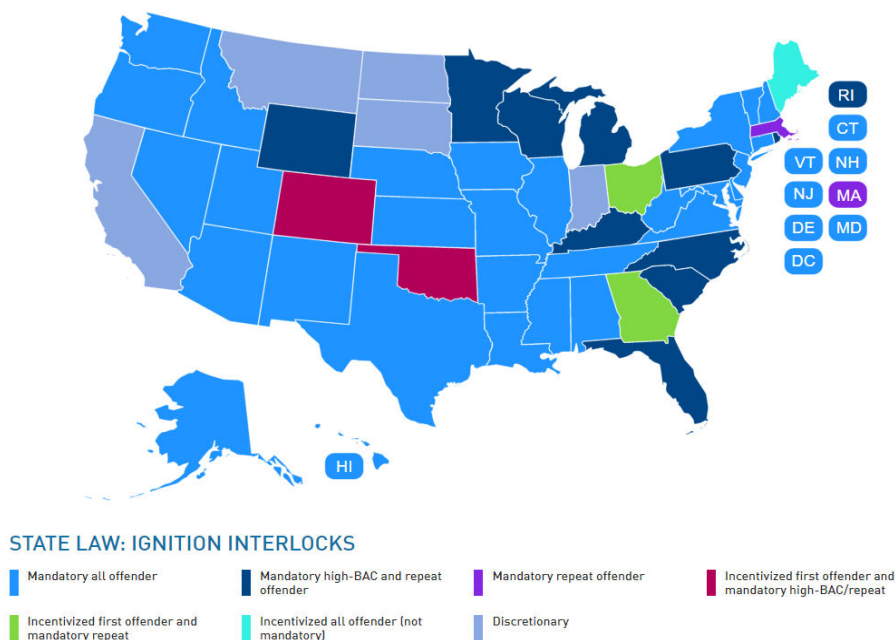 RI
CT
VT NH
NJ MA
DE MD
DC
HI
STATE LAW: IGNITION INTERLOCKS
Mandatory all offender
Mandatory high-BAC and repeat
offender
Mandatory repeat offender
Incentivized first offender and
mandatory high-BAC/repeat
Incentivized first offender and
mandatory repeat
Incentivized all offender (not
mandatory)
Discretionary